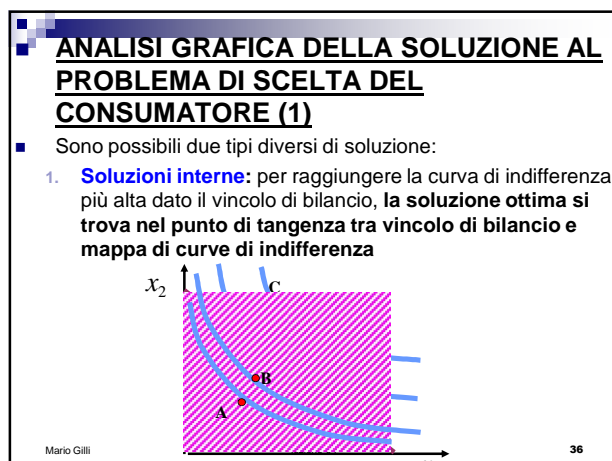 ANALISI GRAFICA DELLA SOLUZIONE AL
PROBLEMA DI SCELTA DEL
CONSUMATORE (1)
Sono possibili due tipi diversi di soluzione:
1. Soluzioni interne: per raggiungere la curva di indifferenza
più alta dato il vincolo di bilancio, la soluzione ottima si
trova nel punto di tangenza tra vincolo di bilancio e
mappa di curve di indifferenza
x₂
C
B
A
Mario Gilli
36